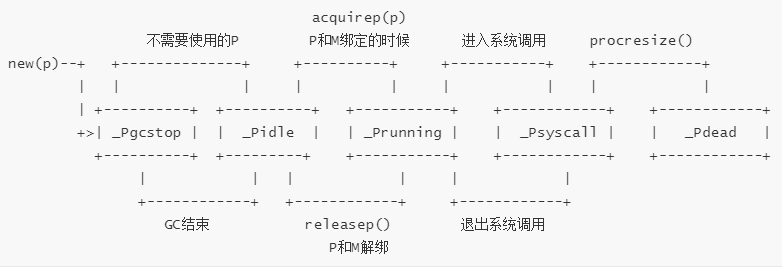 acquirep(p)
不需要使用的P P和M绑定的时候 进入系统调用 procresize()
new(p)
_Pgcstop _Pidle _Prunning _Psyscall _Pdead
GC结束 releasep() 退出系统调用
P和M解绑